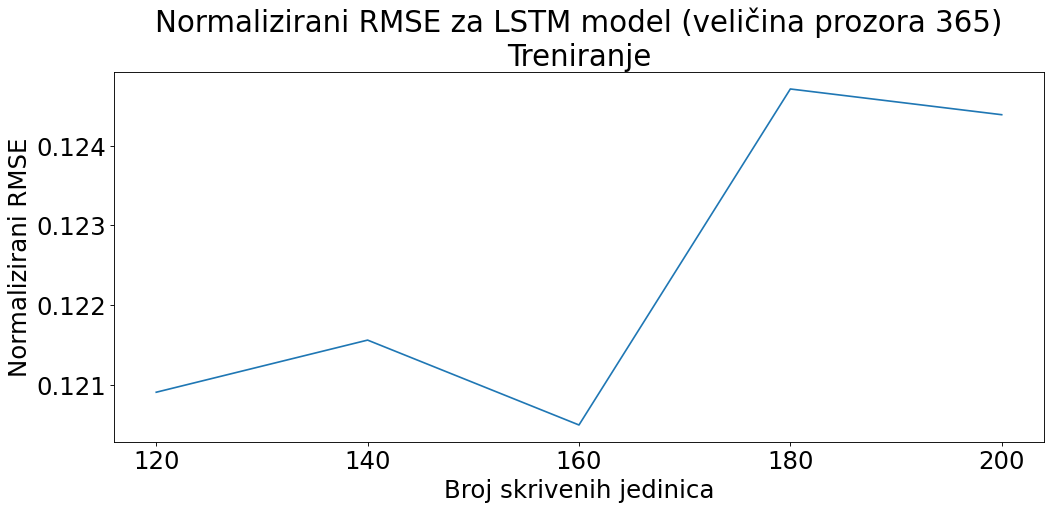 Normalizirani RMSE za LSTM model (veličina prozora 365)
Treniranje
Normalizirani RMSE
0.124
0.123
0.122
0.121
120 140 160 180 200
Broj skrivenih jedinica